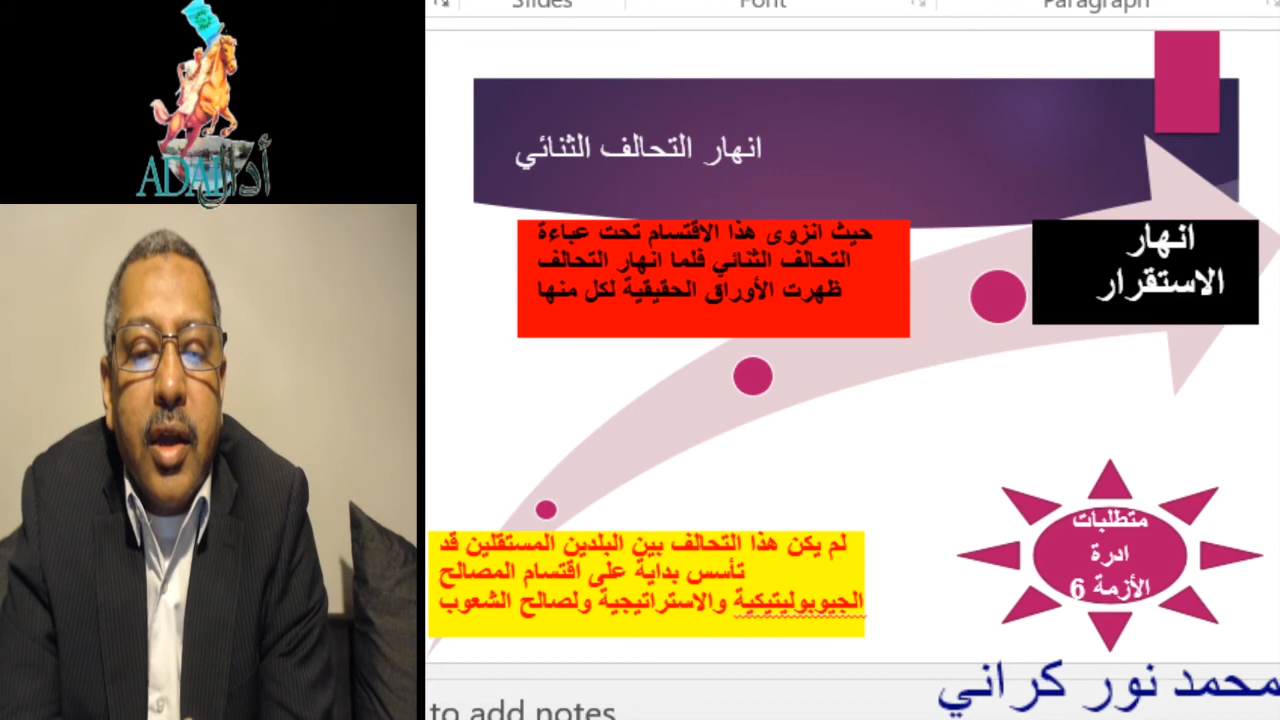 Slides
Font
Paragraph
ADAL أدال
انهار التحالف الثنائي
حيث انزوى هذا الاقتسام تحت عباءة
التحالف الثنائي فلما انهار التحالف
ظهرت الأوراق الحقيقية لكل منها
انهار
الاستقرار
لم يكن هذا التحالف بين البلدين المستقلين قد
تأسس بداية على اقتسام المصالح
الجيوبوليتيكية والاستراتيجية ولصالح الشعوب
متطلبات
ادرة
الأزمة 6
محمد نور كراني
to add notes